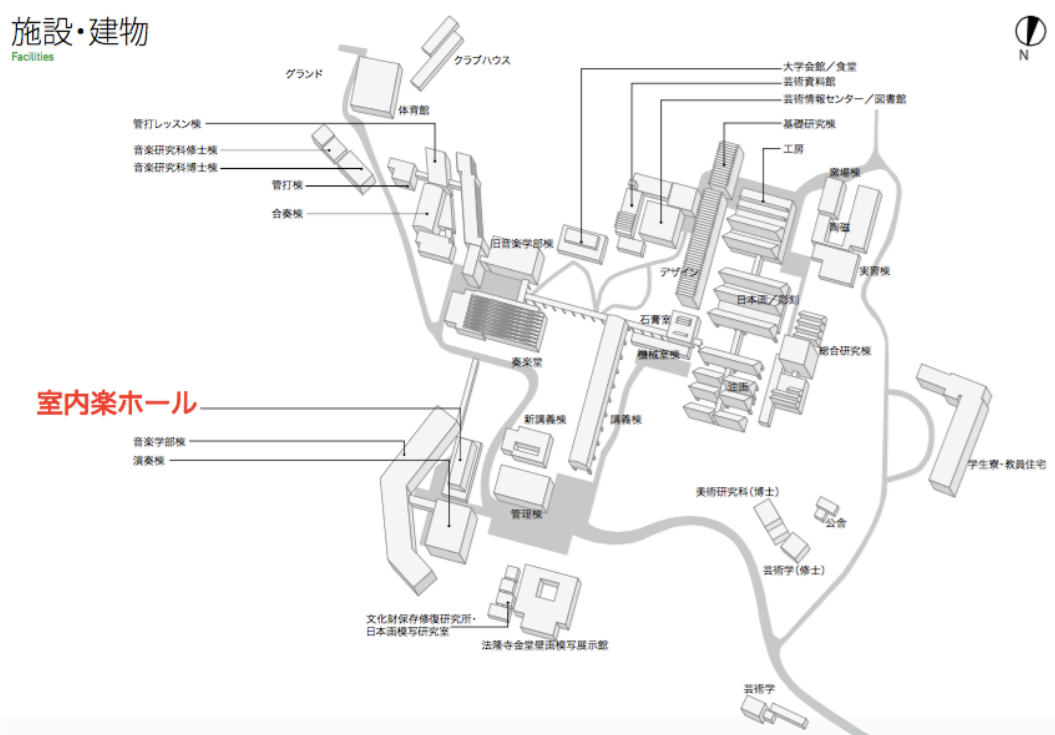 施設・建物
Facilities
N
グランド
クラブハウス
体育館
大学会館／食堂
芸術資料館
芸術情報センター／図書館
基礎研究棟
工房
管打レッスン棟
音楽研究科修士棟
音楽研究科博士棟
管打棟
合奏棟
窯場棟
陶磁
実習棟
旧音楽学部棟
デザイン
日本画／彫刻
石膏室
機械室棟
総合研究棟
奏楽堂
油画
室内楽ホール
新講義棟
講義棟
音楽学部棟
演奏棟
学生寮・教員住宅
管理棟
美術研究科（博士）
公舎
芸術学（修士）
文化財保存修復研究所・
日本画模写研究室
法隆寺金堂壁画模写展示館
芸術学